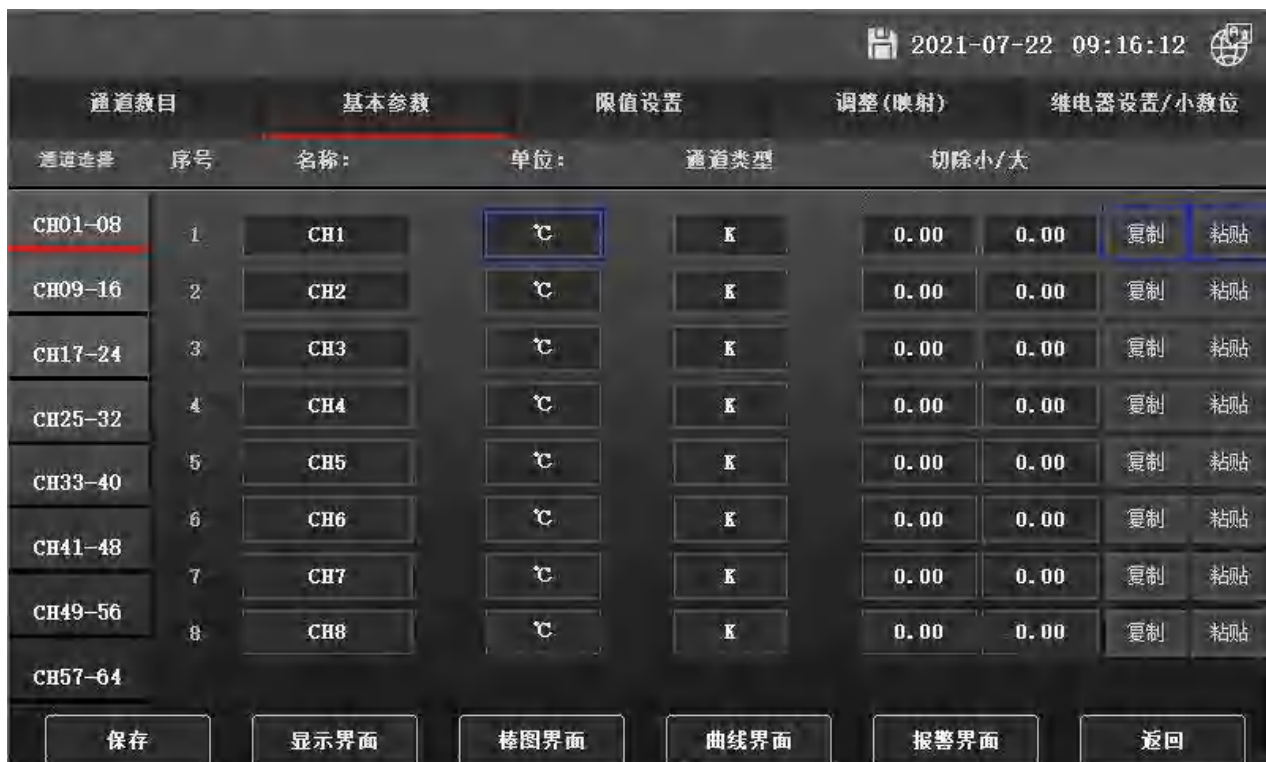 2021-07-22 09:16:12
通道数目 基本参数 限值设置 调整(映射) 继电器设置/小数位
通道选择 序号 名称: 单位: 通道类型 切除小/大
CH01-08 1 CH1 ℃ K 0.00 0.00 复制 粘贴
CH09-16 2 CH2 ℃ K 0.00 0.00 复制 粘贴
CH17-24 3 CH3 ℃ K 0.00 0.00 复制 粘贴
CH25-32 4 CH4 ℃ K 0.00 0.00 复制 粘贴
CH33-40 5 CH5 ℃ K 0.00 0.00 复制 粘贴
CH41-48 6 CH6 ℃ K 0.00 0.00 复制 粘贴
CH49-56 7 CH7 ℃ K 0.00 0.00 复制 粘贴
CH57-64 8 CH8 ℃ K 0.00 0.00 复制 粘贴
保存 显示界面 棒图界面 曲线界面 报警界面 返回